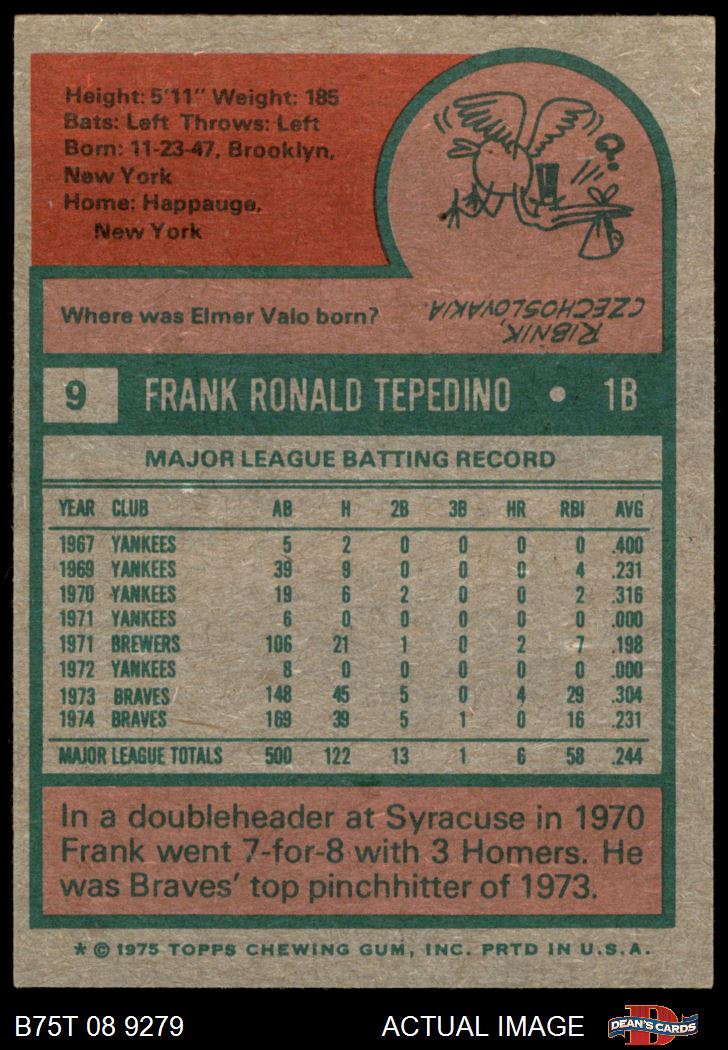 Height: 5'11" Weight: 185
Bats: Left Throws: Left
Born: 11-23-47, Brooklyn,
New York
Home: Happauge,
New York
Where was Elmer Valo born?
RIBNIK,
CZECHOSLOVAKIA.
9 FRANK RONALD TEPEDINO • 1B
MAJOR LEAGUE BATTING RECORD
YEAR CLUB AB H 2B 3B HR RBI AVG
1967 YANKEES 5 2 0 0 0 0 .400
1969 YANKEES 39 9 0 0 0 4 .231
1970 YANKEES 19 6 2 0 0 2 .316
1971 YANKEES 6 0 0 0 0 0 .000
1971 BREWERS 106 21 1 0 2 7 .198
1972 YANKEES 8 0 0 0 0 0 .000
1973 BRAVES 148 45 5 0 4 29 .304
1974 BRAVES 169 39 5 1 0 16 .231
MAJOR LEAGUE TOTALS 500 122 13 1 6 58 .244
In a doubleheader at Syracuse in 1970
Frank went 7-for-8 with 3 Homers. He
was Braves' top pinchhitter of 1973.
* © 1975 TOPPS CHEWING GUM, INC. PRTD IN U.S.A.
B75T 08 9279 ACTUAL IMAGE DEAN'S CARDS